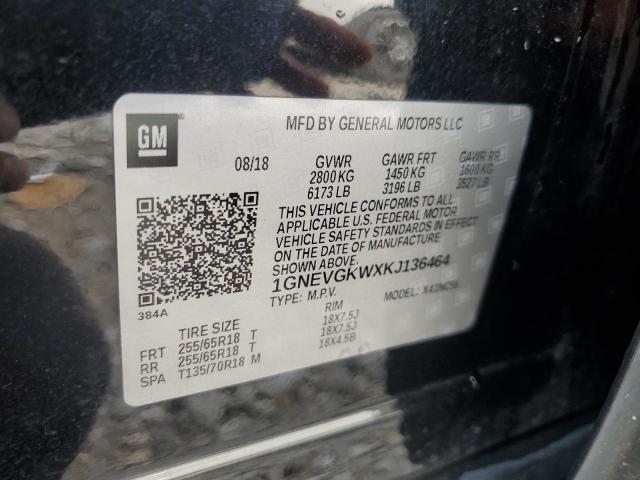 GM
MFD BY GENERAL MOTORS LLC
08/18 GVWR GAWR FRT GAWR RR
2800 KG 1450 KG 1600 KG
6173 LB 3196 LB 3527 LB
THIS VEHICLE CONFORMS TO ALL
APPLICABLE U.S. FEDERAL MOTOR
VEHICLE SAFETY STANDARDS IN EFFECT
ON THE DATE OF MANUFACTURE
SHOWN ABOVE.
1GNEVGKWXKJ136464
TYPE: M.P.V. MODEL:
384A
TIRE SIZE RIM
FRT 255/65R18 T 18X7.5J
RR 255/65R18 T 18X7.5J
SPA T135/70R18 M 18X4.5B